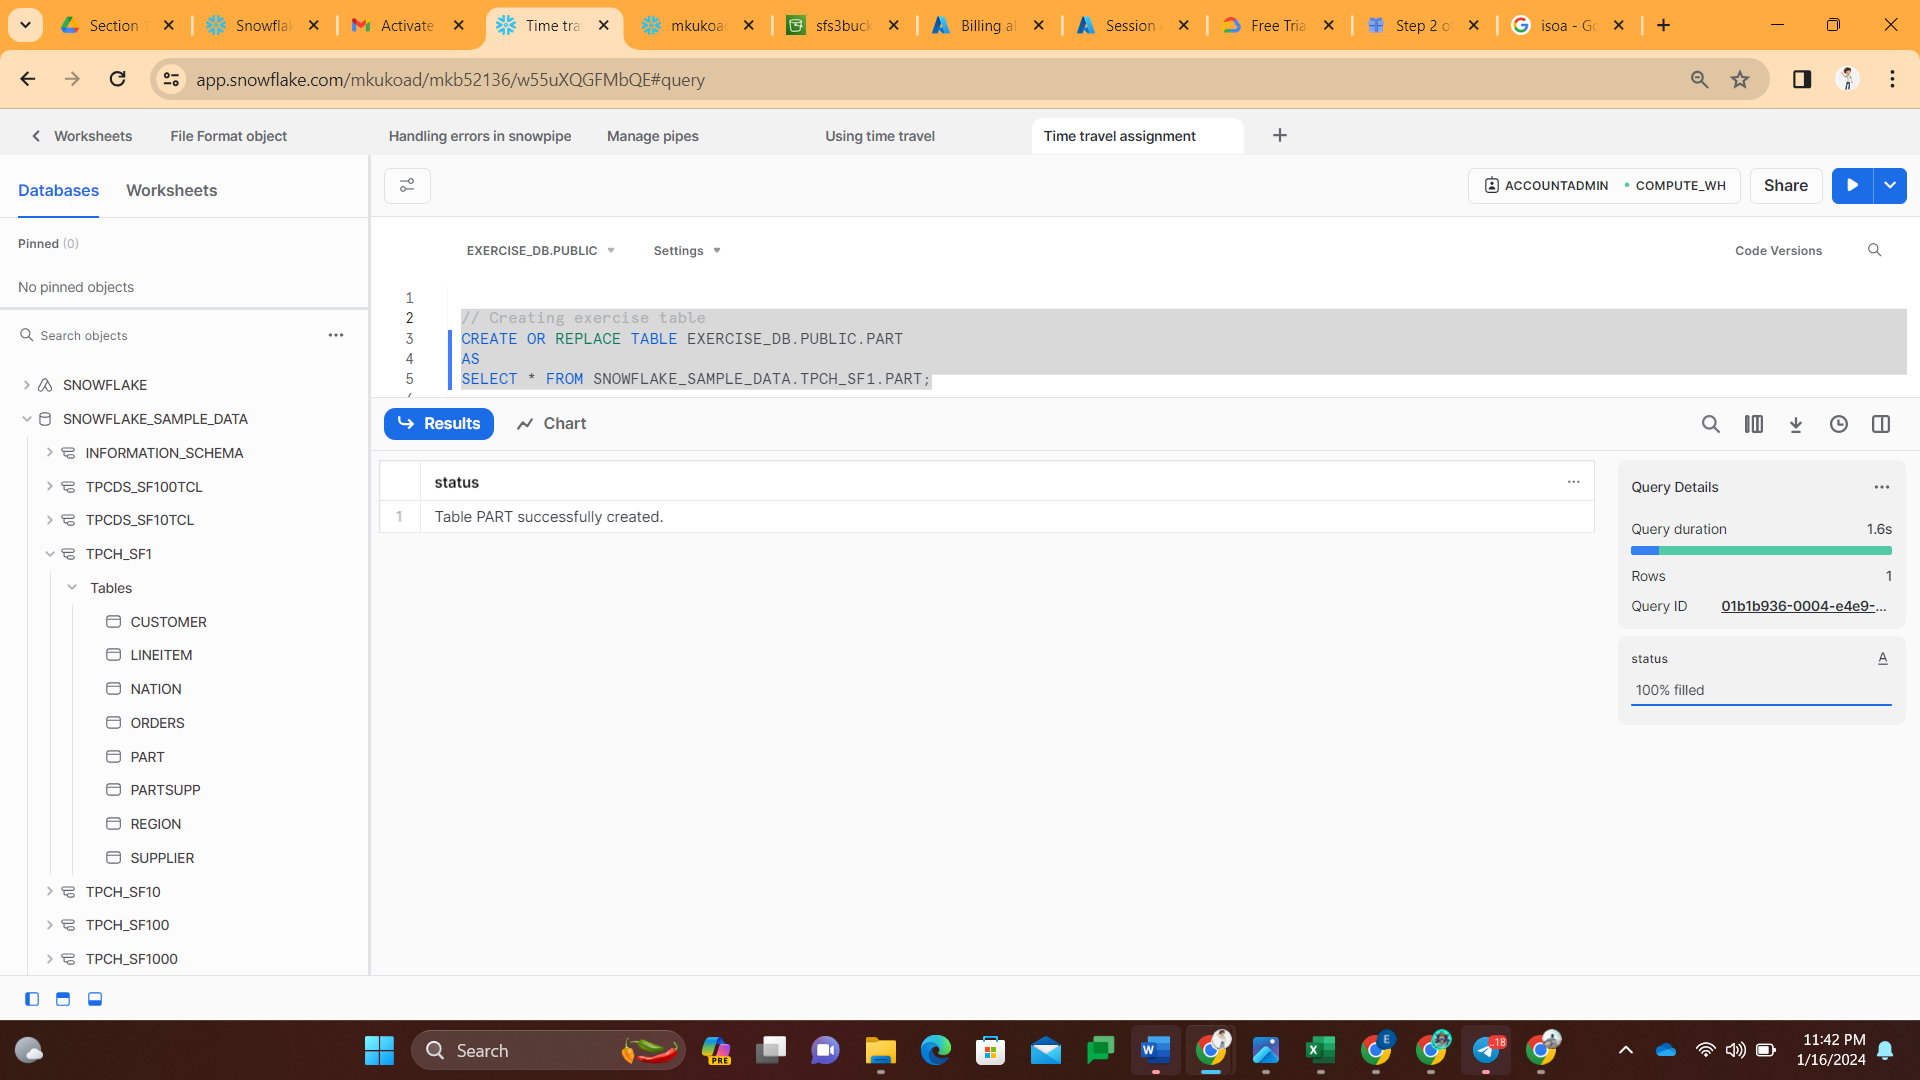 Section
Snowflak
Activate
Time tra
mkukoad
sfs3buck
Billing al
Session
Free Tria
Step 2 o
isoa - Go
app.snowflake.com/mkukoad/mkb52136/w55uXQGFMbQE#query
Worksheets
File Format object
Handling errors in snowpipe
Manage pipes
Using time travel
Time travel assignment
Databases
Worksheets
ACCOUNTADMIN
COMPUTE_WH
Share
Pinned (0)
No pinned objects
EXERCISE_DB.PUBLIC
Settings
Code Versions
Search objects
1
2 // Creating exercise table
3 CREATE OR REPLACE TABLE EXERCISE_DB.PUBLIC.PART
4 AS
5 SELECT * FROM SNOWFLAKE_SAMPLE_DATA.TPCH_SF1.PART;
SNOWFLAKE
SNOWFLAKE_SAMPLE_DATA
INFORMATION_SCHEMA
TPCDS_SF100TCL
TPCDS_SF10TCL
TPCH_SF1
Tables
CUSTOMER
LINEITEM
NATION
ORDERS
PART
PARTSUPP
REGION
SUPPLIER
TPCH_SF10
TPCH_SF100
TPCH_SF1000
Results
Chart
status
1 Table PART successfully created.
Query Details
Query duration 1.6s
Rows 1
Query ID 01b1b936-0004-e4e9-...
status A
100% filled
Search
PRE
W
X
E
.18
11:42 PM
1/16/2024